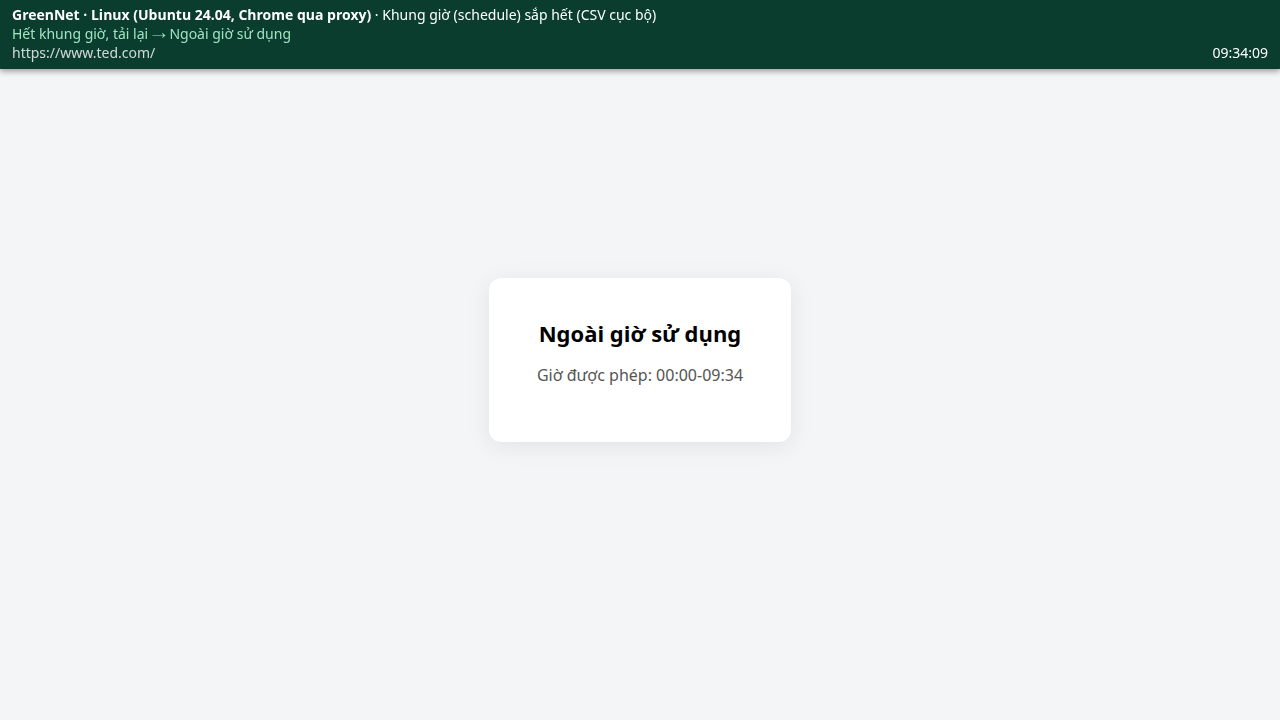 GreenNet · Linux (Ubuntu 24.04, Chrome qua proxy) · Khung giờ (schedule) sắp hết (CSV cục bộ)
Hết khung giờ, tải lại → Ngoài giờ sử dụng
https://www.ted.com/
09:34:09
Ngoài giờ sử dụng
Giờ được phép: 00:00-09:34